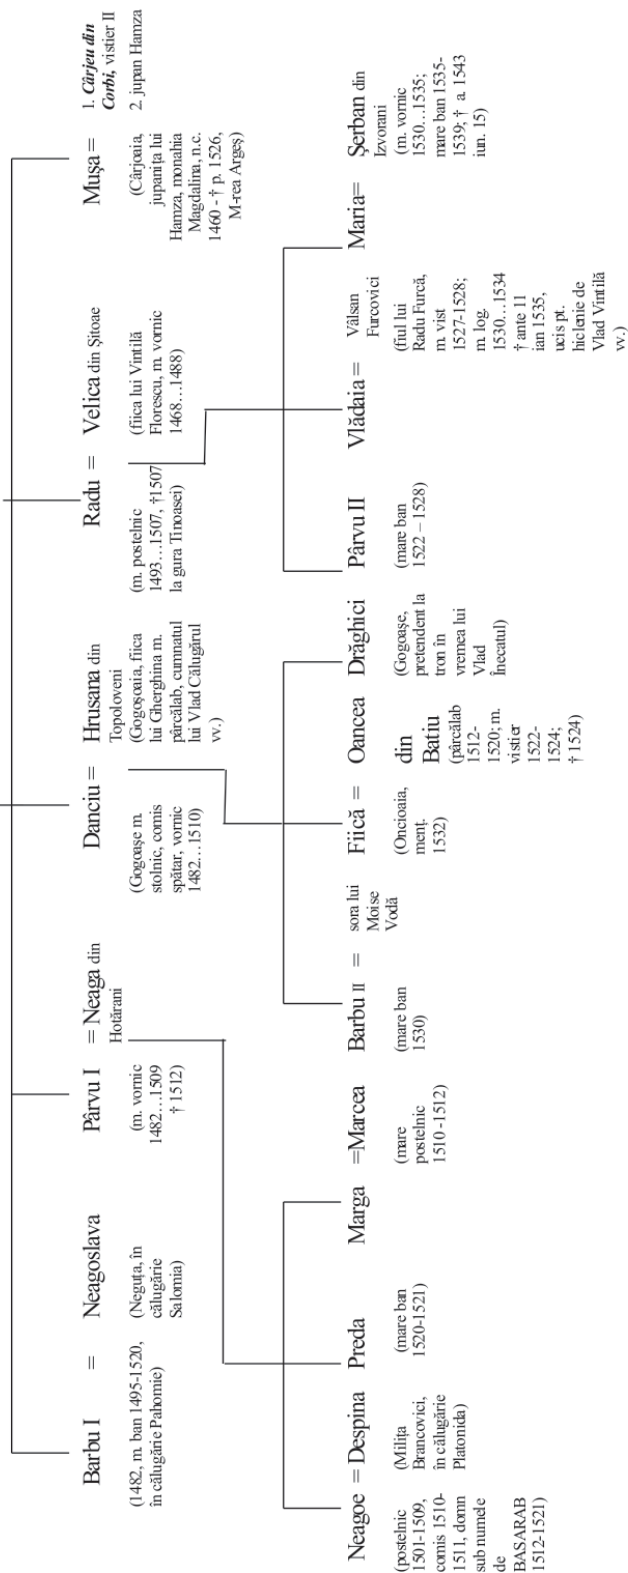 Barbu I
=
Neagoslava
(1482, m. ban 1495-1520,
în călugărie Pahomie)
(Neguța, în
călugărie
Salomia)
Pârvu I
= Neaga din
Hotărani
(m. vornic
1482…1509
† 1512)
Danciu =
Hrusana din
Topoloveni
(Gogoașe m.
stolnic, comis
spătar, vornic
1482…1510)
(Gogoșoaia, fiica
lui Gherghina m.
pârcălab, cumnatul
lui Vlad Călugărul
vv.)
Radu =
Velica din Șitoae
(m. postelnic
1493…1507, †1507
la gura Tinoasei)
(fiica lui Vintilă
Florescu, m. vornic
1468…1488)
Mușa =
1. Cârjeu din
Corbi, vistier II
2. jupan Hamza
(Cârjoaia,
jupanița lui
Hamza, monahia
Magdalina, n.c.
1460 - † p. 1526,
M-rea Argeș)
Neagoe
= Despina
(postelnic
1501-1509,
comis 1510-
1511, domn
sub numele
de
BASARAB
1512-1521)
(Milița
Brancovici,
în călugărie
Platonida)
Preda
(mare ban
1520-1521)
Marga
=Marcea
(mare
postelnic
1510 -1512)
Barbu II
=
sora lui
Moise
Vodă
(mare ban
1530)
Fiică =
Oancea
din
Batiu
(Oncioaia,
menț.
1532)
(pârcălab
1512-
1520; m.
vistier
1522-
1524;
† 1524)
Drăghici
(Gogoașe,
pretendent la
tron în
vremea lui
Vlad
Înecatul)
Pârvu II
(mare ban
1522 – 1528)
Vlădaia =
Vâlsan
Furcovici
(fiul lui
Radu Furcă,
m. vist
1527-1528;
m. log.
1530…1534
† ante 11
ian 1535,
ucis pt.
hiclenie de
Vlad Vintilă
vv.)
Maria=
Șerban din
Izvorani
(m. vornic
1530…1535;
mare ban 1535-
1539; † a. 1543
iun. 15)